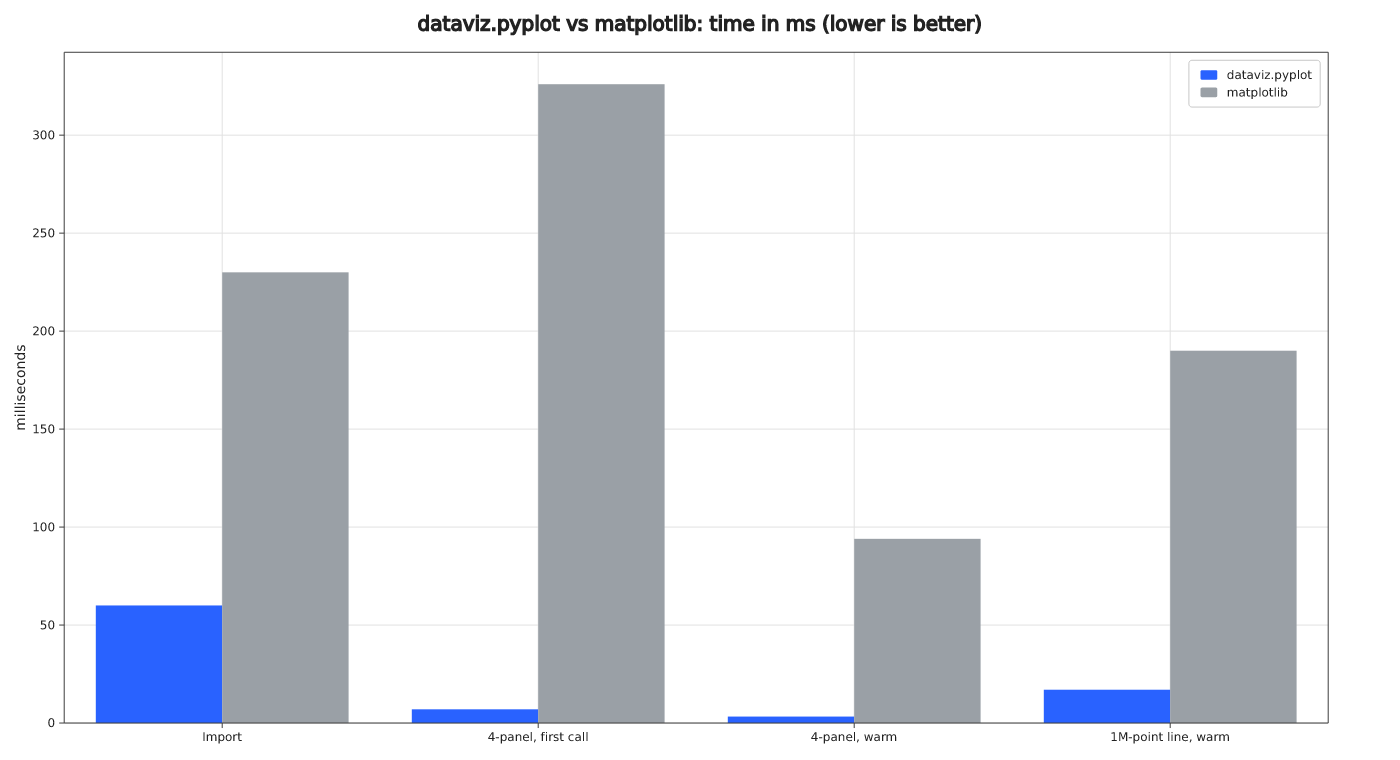 dataviz.pyplot vs matplotlib: time in ms (lower is better)
dataviz.pyplot
matplotlib
milliseconds
300
250
200
150
100
50
0
Import
4-panel, first call
4-panel, warm
1M-point line, warm